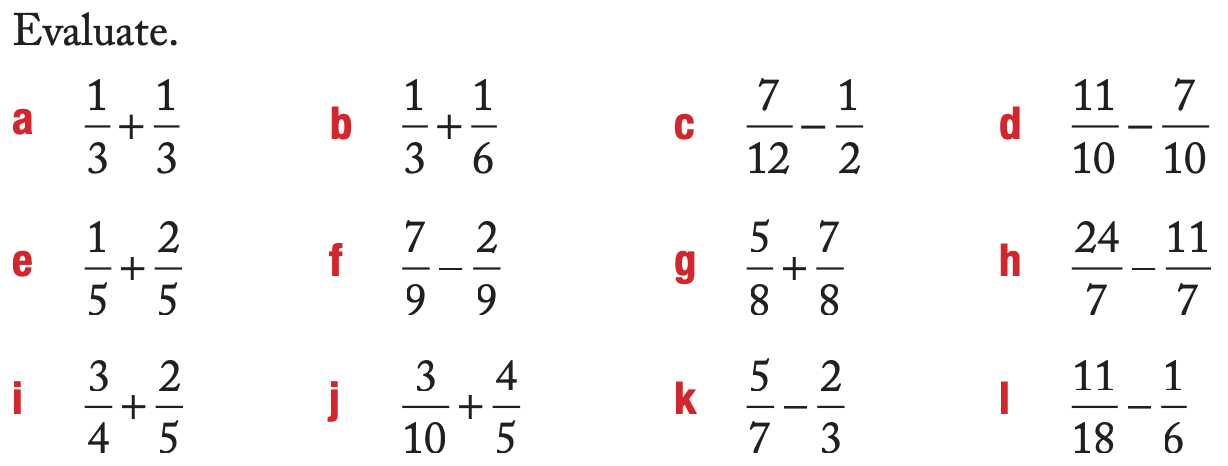 Evaluate.
a 1/3 + 1/3 b 1/3 + 1/6 c 7/12 − 1/2 d 11/10 − 7/10
e 1/5 + 2/5 f 7/9 − 2/9 g 5/8 + 7/8 h 24/7 − 11/7
i 3/4 + 2/5 j 3/10 + 4/5 k 5/7 − 2/3 l 11/18 − 1/6